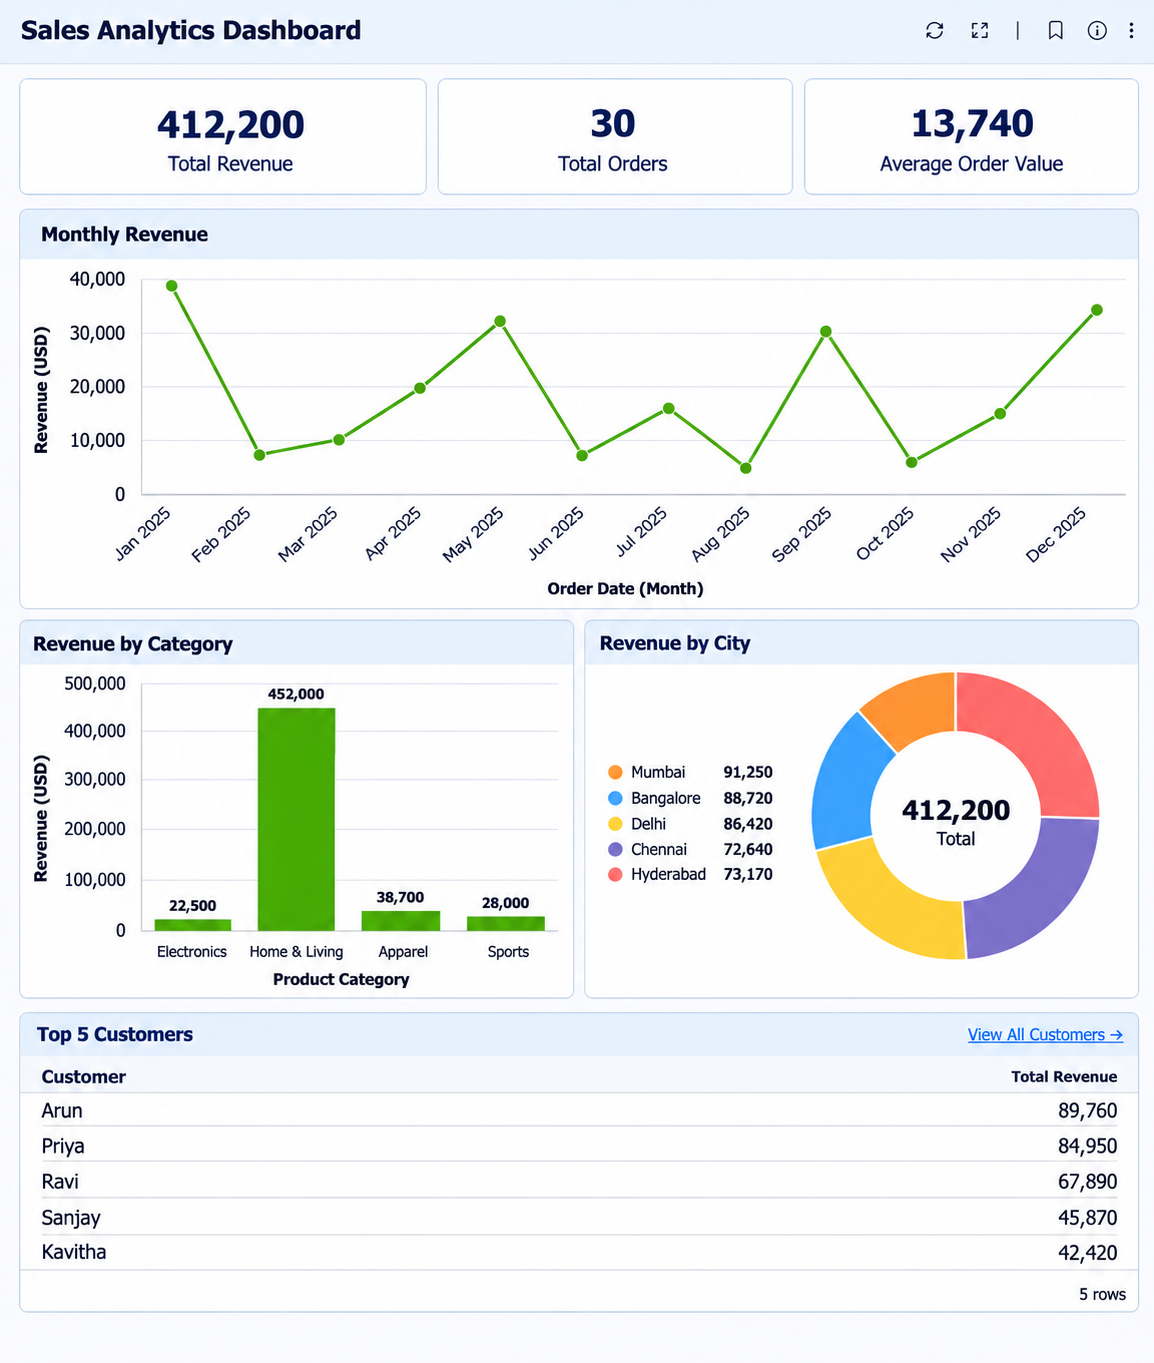 Sales Analytics Dashboard
412,200
Total Revenue
30
Total Orders
13,740
Average Order Value
Monthly Revenue
Revenue (USD)
40,000
30,000
20,000
10,000
0
Jan 2025
Feb 2025
Mar 2025
Apr 2025
May 2025
Jun 2025
Jul 2025
Aug 2025
Sep 2025
Oct 2025
Nov 2025
Dec 2025
Order Date (Month)
Revenue by Category
Revenue (USD)
500,000
400,000
300,000
200,000
100,000
0
22,500
452,000
38,700
28,000
Electronics
Home & Living
Apparel
Sports
Product Category
Revenue by City
Mumbai 91,250
Bangalore 88,720
Delhi 86,420
Chennai 72,640
Hyderabad 73,170
412,200
Total
Top 5 Customers
View All Customers →
Customer Total Revenue
Arun 89,760
Priya 84,950
Ravi 67,890
Sanjay 45,870
Kavitha 42,420
5 rows